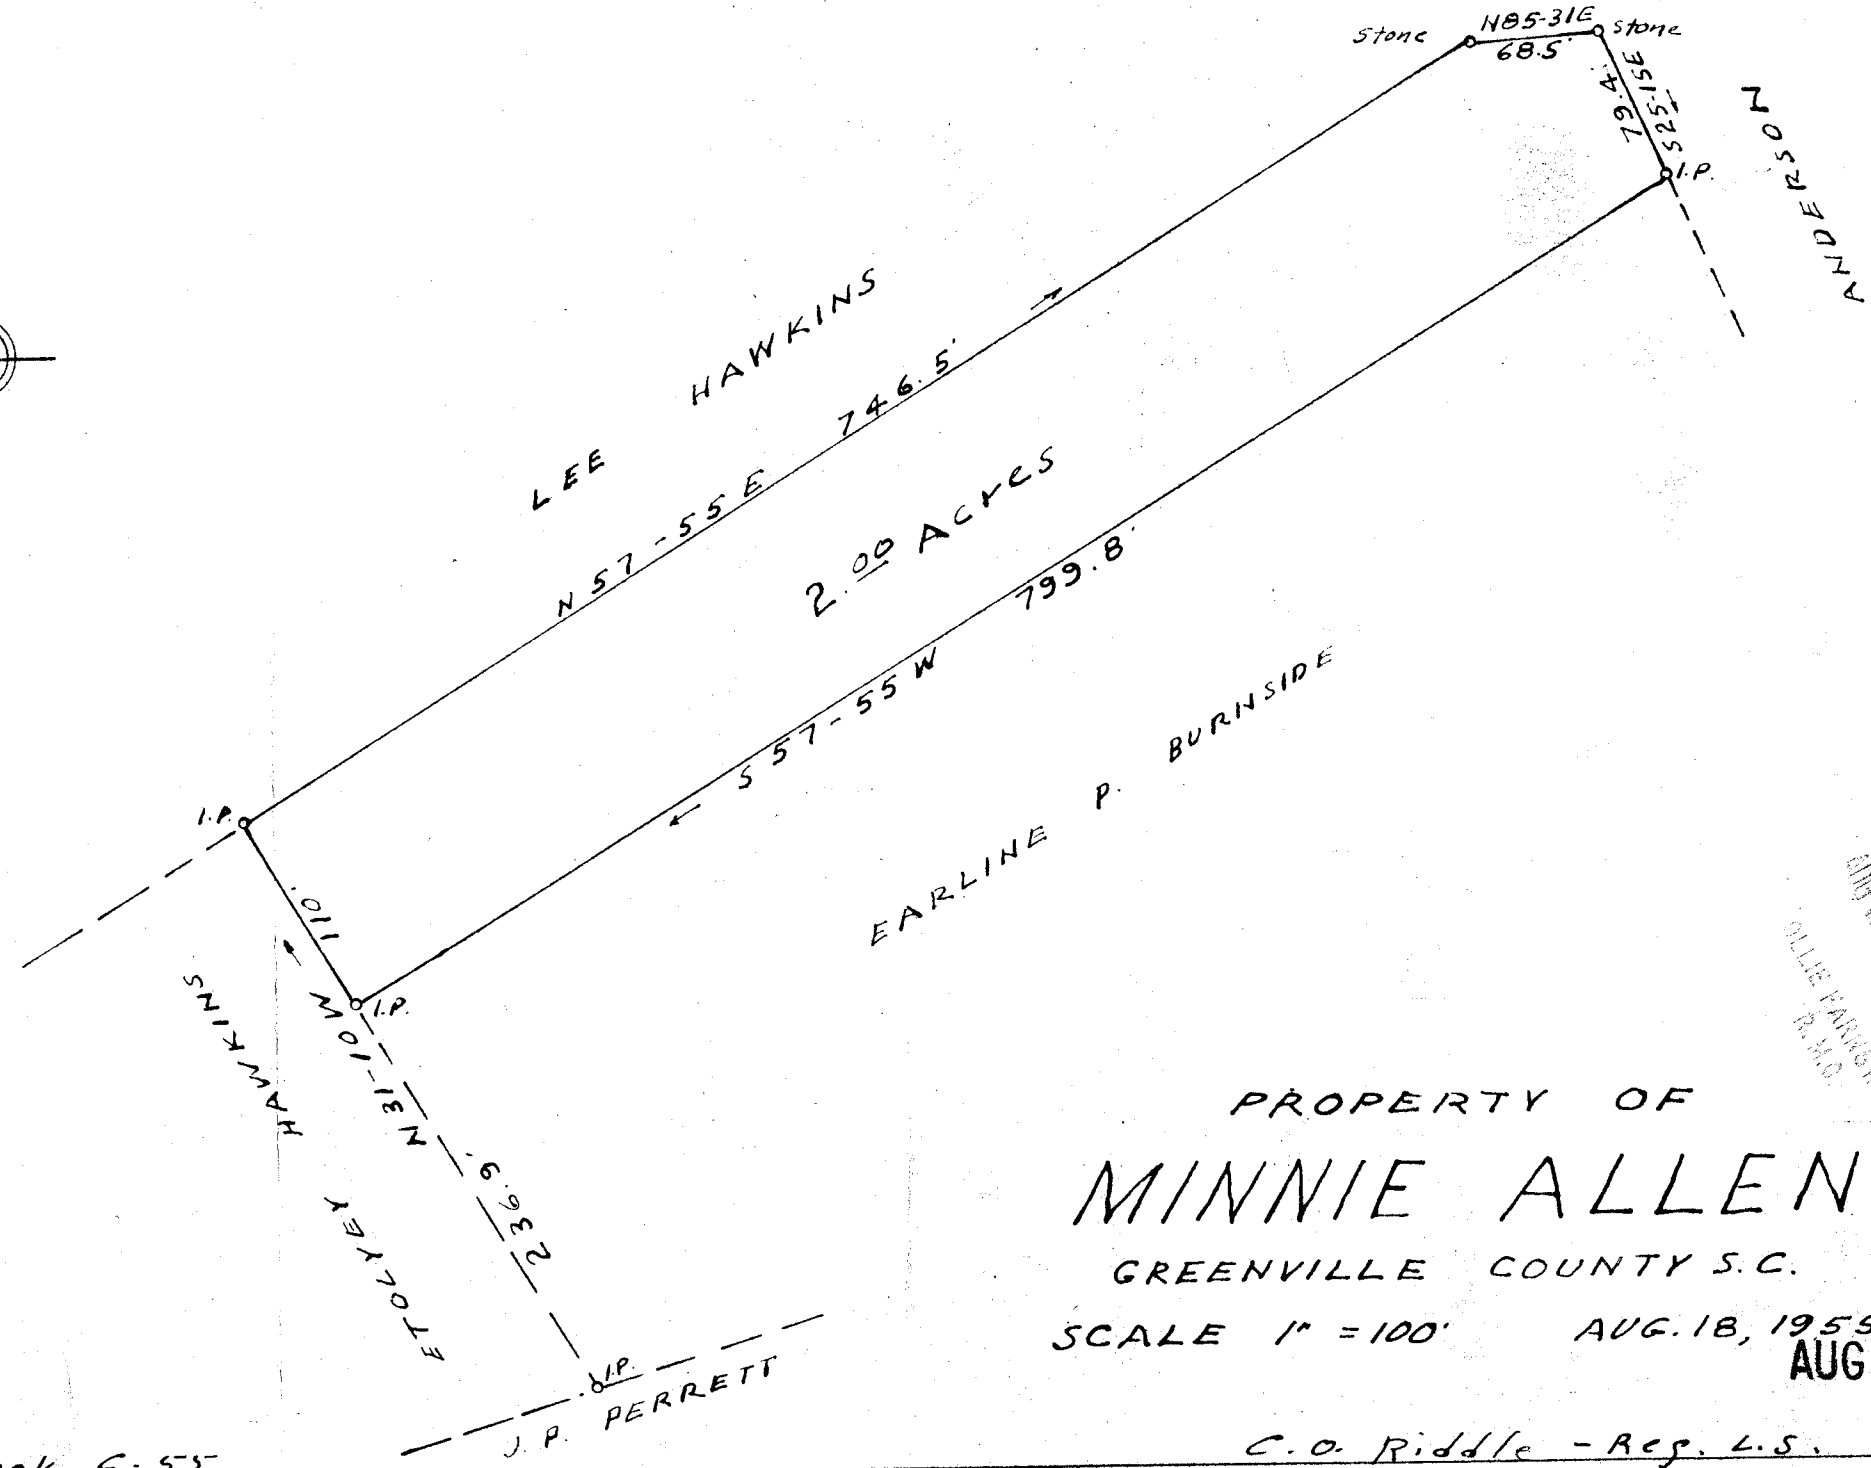 Stone
N85-31E
68.5'
Stone
79.4'
S25-15E
I.P.
ANDERSON
LEE HAWKINS
N 57-55 E 746.5'
2.00 Acres
S 57-55 W 799.8'
EARLINE P. BURNSIDE
I.P.
110.'
I.P.
N 31-10 W
236.9'
ETOLYEY HAWKINS
I.P.
J. P. PERRETT
OLLIE
R.M.C.
PROPERTY OF
MINNIE ALLEN
GREENVILLE COUNTY S.C.
SCALE 1" = 100' AUG. 18, 1955
AUG
C.O. Riddle - Reg. L.S.